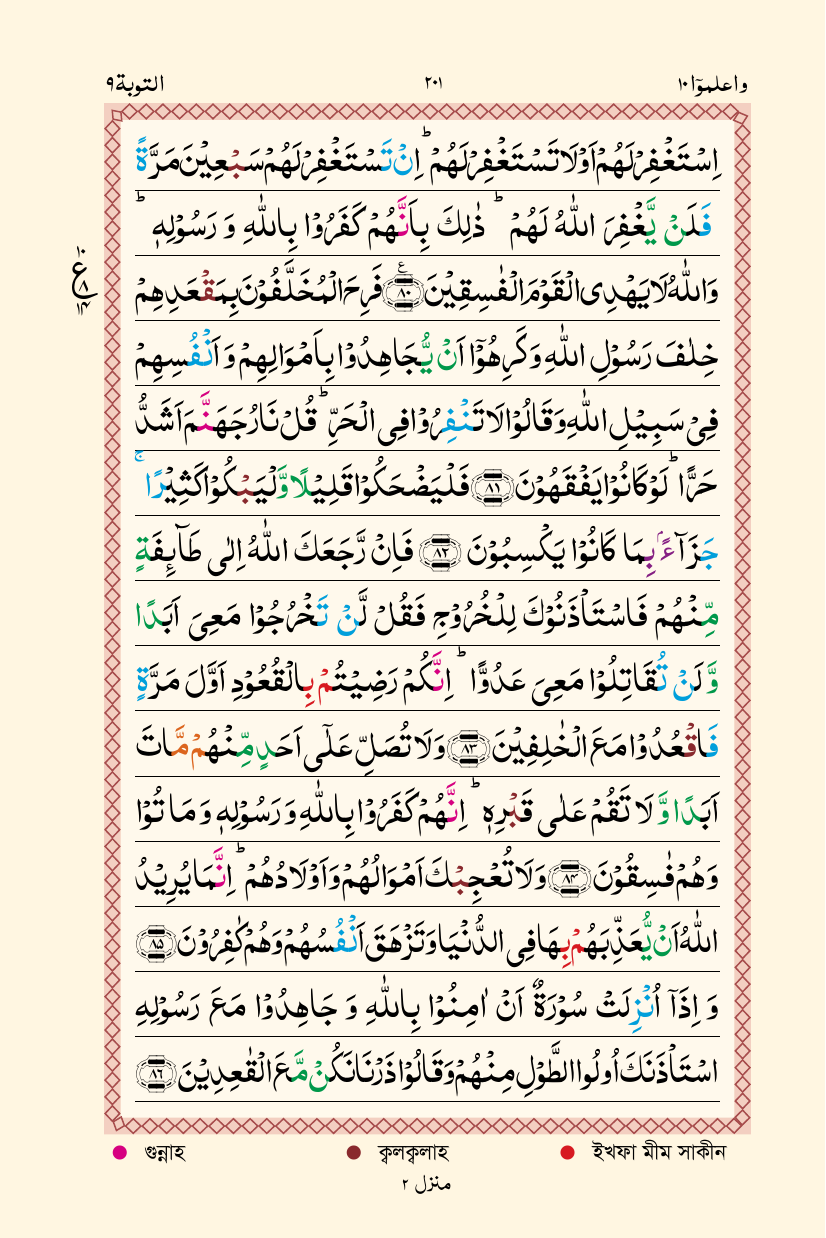 التوبة ٩ ٢٠١ واعلموٓا ١٠
اِسْتَغْفِرْ لَهُمْ اَوْ لَا تَسْتَغْفِرْ لَهُمْ ؕ اِنْ تَسْتَغْفِرْ لَهُمْ سَبْعِيْنَ مَرَّةً
فَلَنْ يَّغْفِرَ اللّٰهُ لَهُمْ ؕ ذٰلِكَ بِاَنَّهُمْ كَفَرُوْا بِاللّٰهِ وَ رَسُوْلِهٖ ؕ
وَاللّٰهُ لَا يَهْدِى الْقَوْمَ الْفٰسِقِيْنَ ﴿٨٠﴾ فَرِحَ الْمُخَلَّفُوْنَ بِمَقْعَدِهِمْ
ع ١٠ ٨ ١٤
خِلٰفَ رَسُوْلِ اللّٰهِ وَكَرِهُوْٓا اَنْ يُّجَاهِدُوْا بِاَمْوَالِهِمْ وَ اَنْفُسِهِمْ
فِىْ سَبِيْلِ اللّٰهِ وَقَالُوْا لَا تَنْفِرُوْا فِى الْحَرِّ ؕ قُلْ نَارُ جَهَنَّمَ اَشَدُّ
حَرًّا ؕ لَوْ كَانُوْا يَفْقَهُوْنَ ﴿٨١﴾ فَلْيَضْحَكُوْا قَلِيْلًا وَّلْيَبْكُوْا كَثِيْرًا ۚ
جَزَآءًۢ بِمَا كَانُوْا يَكْسِبُوْنَ ﴿٨٢﴾ فَاِنْ رَّجَعَكَ اللّٰهُ اِلٰى طَآئِفَةٍ
مِّنْهُمْ فَاسْتَاْذَنُوْكَ لِلْخُرُوْجِ فَقُلْ لَّنْ تَخْرُجُوْا مَعِىَ اَبَدًا
وَّ لَنْ تُقَاتِلُوْا مَعِىَ عَدُوًّا ؕ اِنَّكُمْ رَضِيْتُمْ بِالْقُعُوْدِ اَوَّلَ مَرَّةٍ
فَاقْعُدُوْا مَعَ الْخٰلِفِيْنَ ﴿٨٣﴾ وَلَا تُصَلِّ عَلٰٓى اَحَدٍ مِّنْهُمْ مَّاتَ
اَبَدًا وَّ لَا تَقُمْ عَلٰى قَبْرِهٖ ؕ اِنَّهُمْ كَفَرُوْا بِاللّٰهِ وَ رَسُوْلِهٖ وَ مَاتُوْا
وَهُمْ فٰسِقُوْنَ ﴿٨٤﴾ وَلَا تُعْجِبْكَ اَمْوَالُهُمْ وَاَوْلَادُهُمْ ؕ اِنَّمَا يُرِيْدُ
اللّٰهُ اَنْ يُّعَذِّبَهُمْ بِهَا فِى الدُّنْيَا وَتَزْهَقَ اَنْفُسُهُمْ وَهُمْ كٰفِرُوْنَ ﴿٨٥﴾
وَ اِذَآ اُنْزِلَتْ سُوْرَةٌ اَنْ اٰمِنُوْا بِاللّٰهِ وَ جَاهِدُوْا مَعَ رَسُوْلِهِ
اسْتَاْذَنَكَ اُولُوا الطَّوْلِ مِنْهُمْ وَقَالُوْا ذَرْنَا نَكُنْ مَّعَ الْقٰعِدِيْنَ ﴿٨٦﴾
গুন্নাহ ক্বলক্বলাহ ইখফা মীম সাকীন
منزل ٢